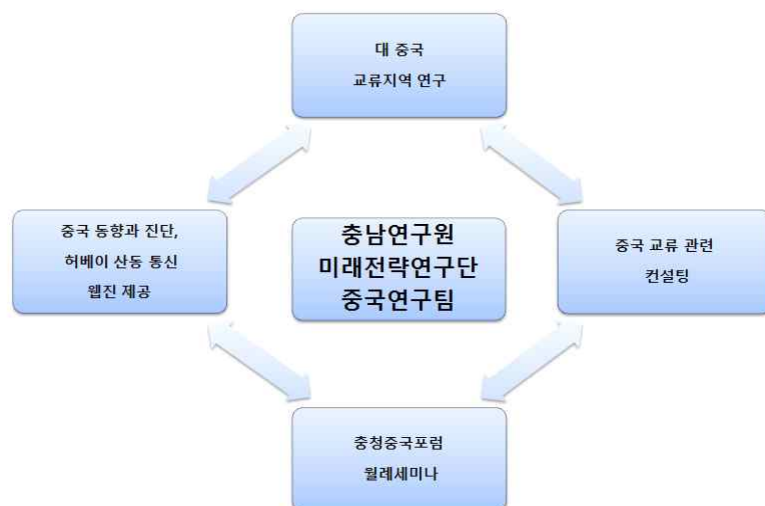 대 중국
교류지역 연구
중국 동향과 진단,
허베이 산동 통신
웹진 제공
충남연구원
미래전략연구단
중국연구팀
중국 교류 관련
컨설팅
충청중국포럼
월례세미나